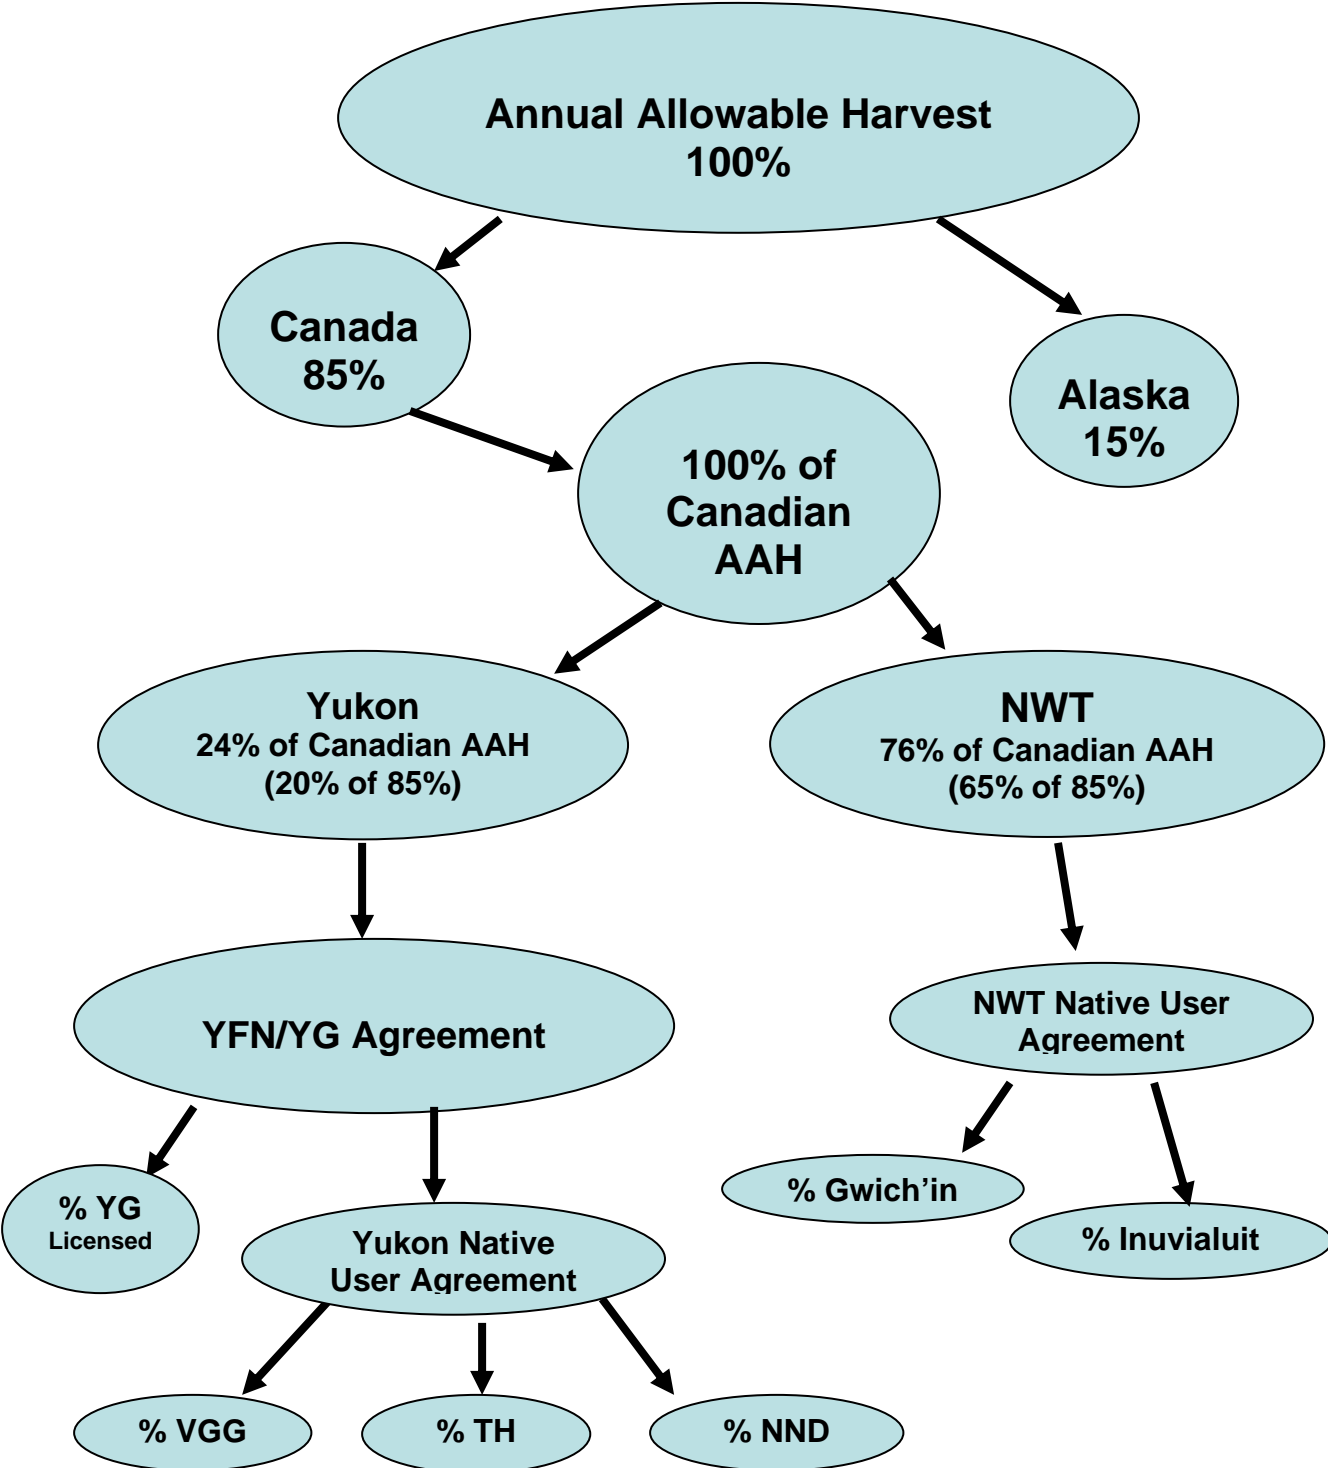 Annual Allowable Harvest
100%
Canada
85%
Alaska
15%
100% of
Canadian
AAH
Yukon
24% of Canadian AAH
(20% of 85%)
NWT
76% of Canadian AAH
(65% of 85%)
YFN/YG Agreement
NWT Native User
Agreement
% YG
Licensed
Yukon Native
User Agreement
% Gwich’in
% Inuvialuit
% VGG
% TH
% NND